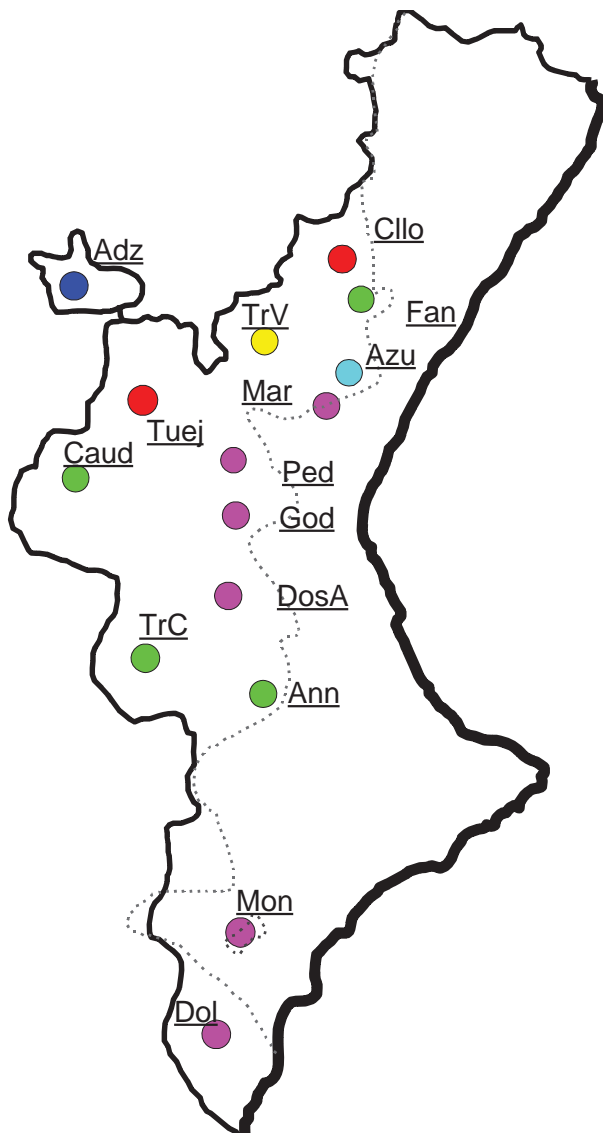 Cllo
Adz
Fan
TrV
Azu
Mar
Tuej
Caud
Ped
God
DosA
TrC
Ann
Mon
Dol